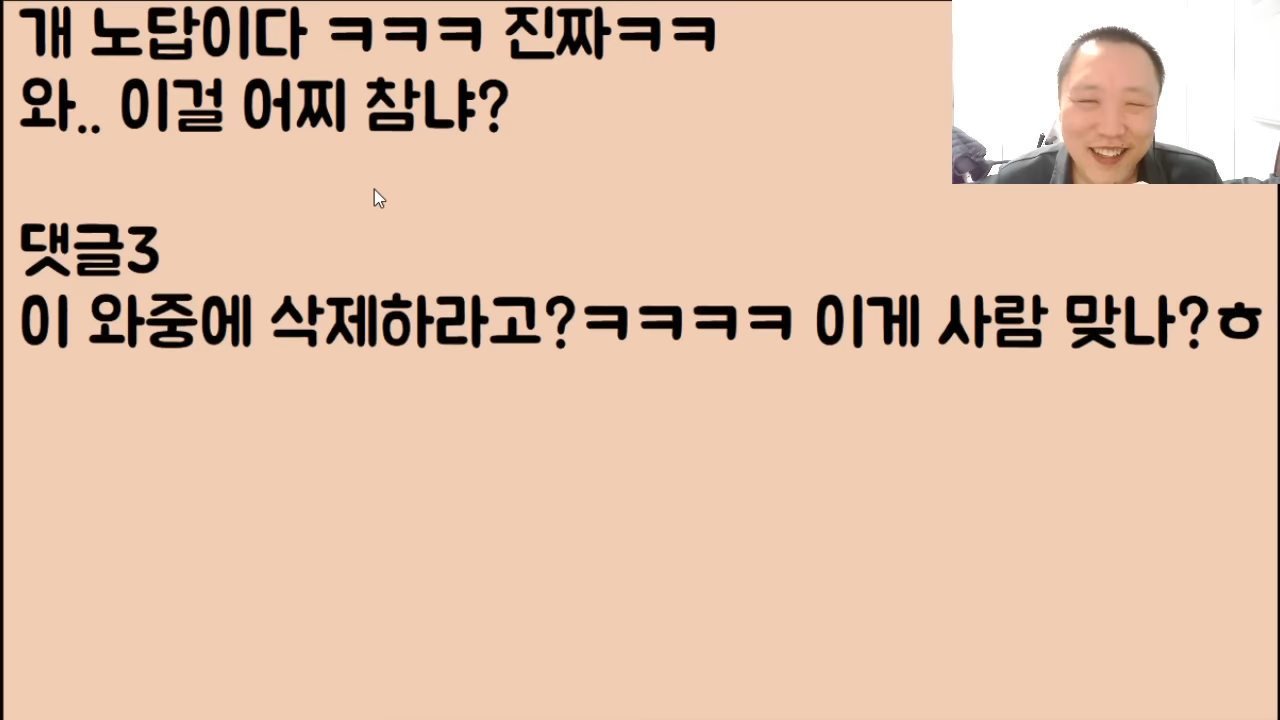 개 노답이다 ㅋㅋㅋ 진짜ㅋㅋ
와.. 이걸 어찌 참냐?
댓글3
이 와중에 삭제하라고?ㅋㅋㅋㅋ 이게 사람 맞나?ㅎ